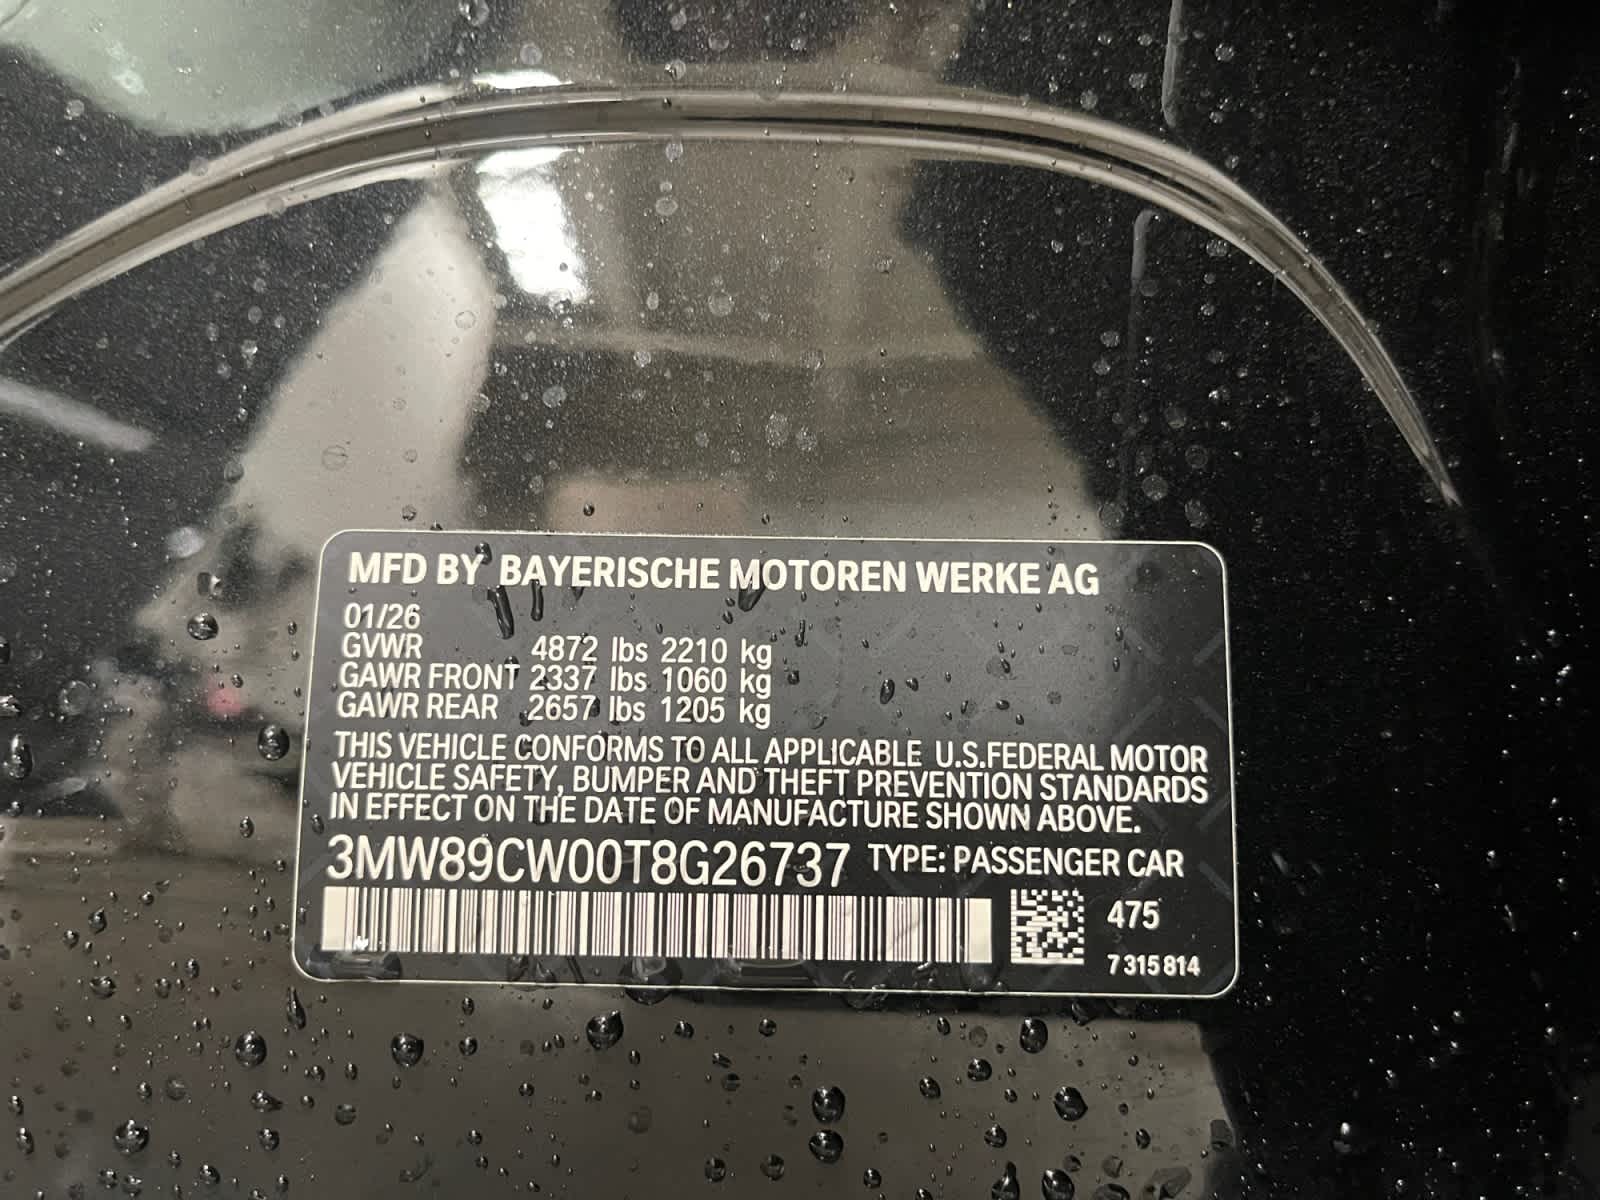 MFD BY BAYERISCHE MOTOREN WERKE AG
01/26
GVWR 4872 lbs 2210 kg
GAWR FRONT 2337 lbs 1060 kg
GAWR REAR 2657 lbs 1205 kg
THIS VEHICLE CONFORMS TO ALL APPLICABLE U.S.FEDERAL MOTOR
VEHICLE SAFETY, BUMPER AND THEFT PREVENTION STANDARDS
IN EFFECT ON THE DATE OF MANUFACTURE SHOWN ABOVE.
3MW89CW00T8G26737 TYPE: PASSENGER CAR
475
7 315 814